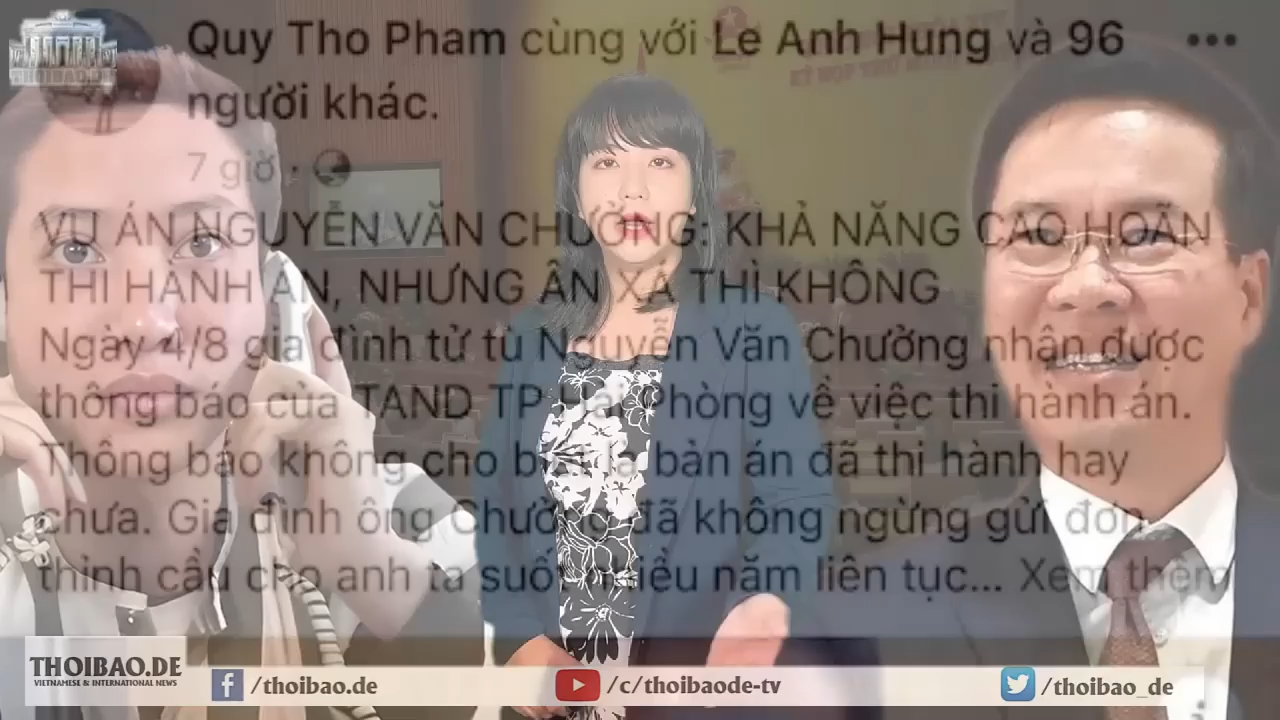 THOIBAO.DE
Quy Tho Pham cùng với Le Anh Hung và 96
người khác.
7 giờ ·
VỤ ÁN NGUYỄN VĂN CHƯỞNG: KHẢ NĂNG CAO HOÃN
THI HÀNH ÁN, NHƯNG ÂN XÁ THÌ KHÔNG
Ngày 4/8 gia đình tử tù Nguyễn Văn Chưởng nhận được
thông báo của TAND TP Hải Phòng về việc thi hành án.
Thông báo không cho biết là bản án đã thi hành hay
chưa. Gia đình ông Chưởng đã không ngừng gửi đơn
thỉnh cầu cho anh ta suốt nhiều năm liên tục... Xem thêm
THOIBAO.DE
VIETNAMESE & INTERNATIONAL NEWS
/thoibao.de
/c/thoibaode-tv
/thoibao_de